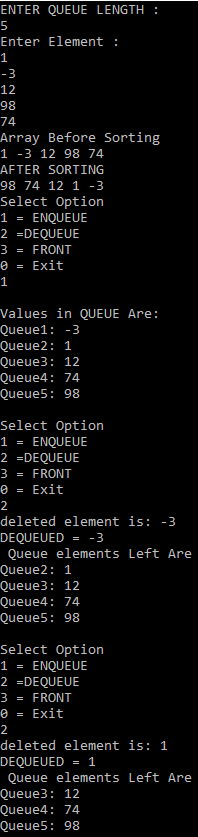 ENTER QUEUE LENGTH :
5
Enter Element :
1
-3
12
98
74
Array Before Sorting
1 -3 12 98 74
AFTER SORTING
98 74 12 1 -3
Select Option
1 = ENQUEUE
2 =DEQUEUE
3 = FRONT
0 = Exit
1
Values in QUEUE Are:
Queue1: -3
Queue2: 1
Queue3: 12
Queue4: 74
Queue5: 98
Select Option
1 = ENQUEUE
2 =DEQUEUE
3 = FRONT
0 = Exit
2
deleted element is: -3
DEQUEUED = -3
Queue elements Left Are
Queue2: 1
Queue3: 12
Queue4: 74
Queue5: 98
Select Option
1 = ENQUEUE
2 =DEQUEUE
3 = FRONT
0 = Exit
2
deleted element is: 1
DEQUEUED = 1
Queue elements Left Are
Queue3: 12
Queue4: 74
Queue5: 98